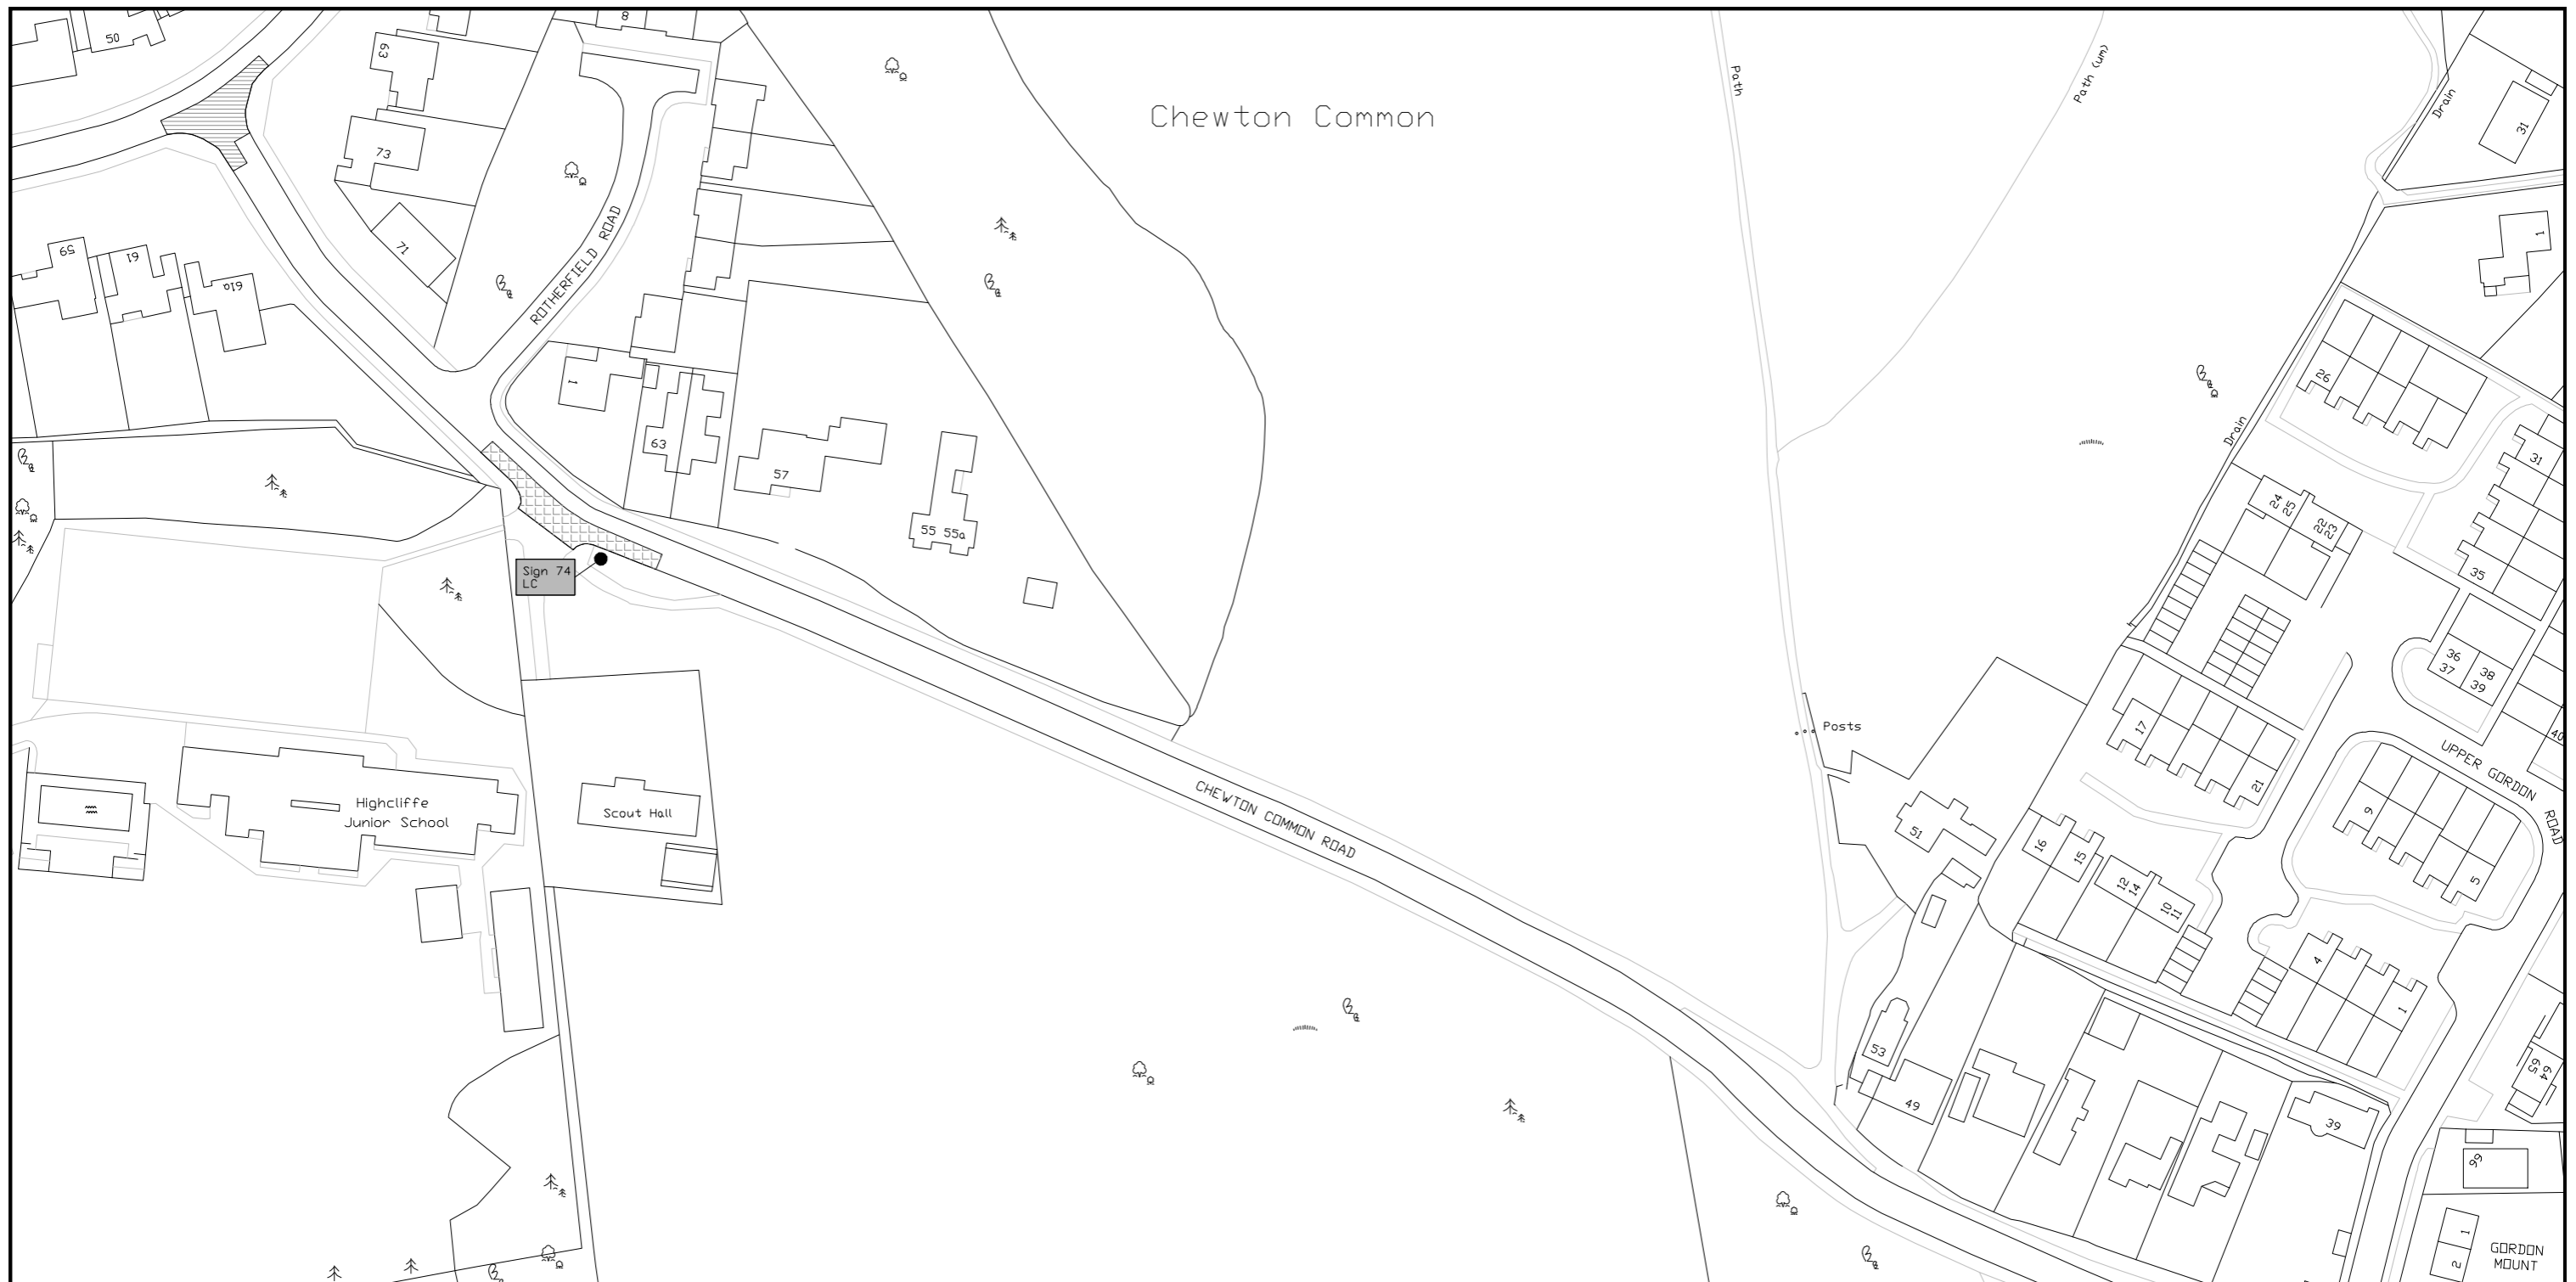 50
63
8
Chewton Common
Path
Path (um)
Drain
31
73
71
ROTHERFIELD ROAD
59
61
61a
1
26
1
63
57
55 55a
Drain
31
24
25
22
23
35
Sign 74
LC
36
37
38
39
Posts
17
21
40
UPPER GORDON ROAD
Highcliffe
Junior School
Scout Hall
CHEWTON COMMON ROAD
51
16
15
12
14
10
11
9
5
4
1
53
49
39
65
64
99
1
2
GORDON
MOUNT